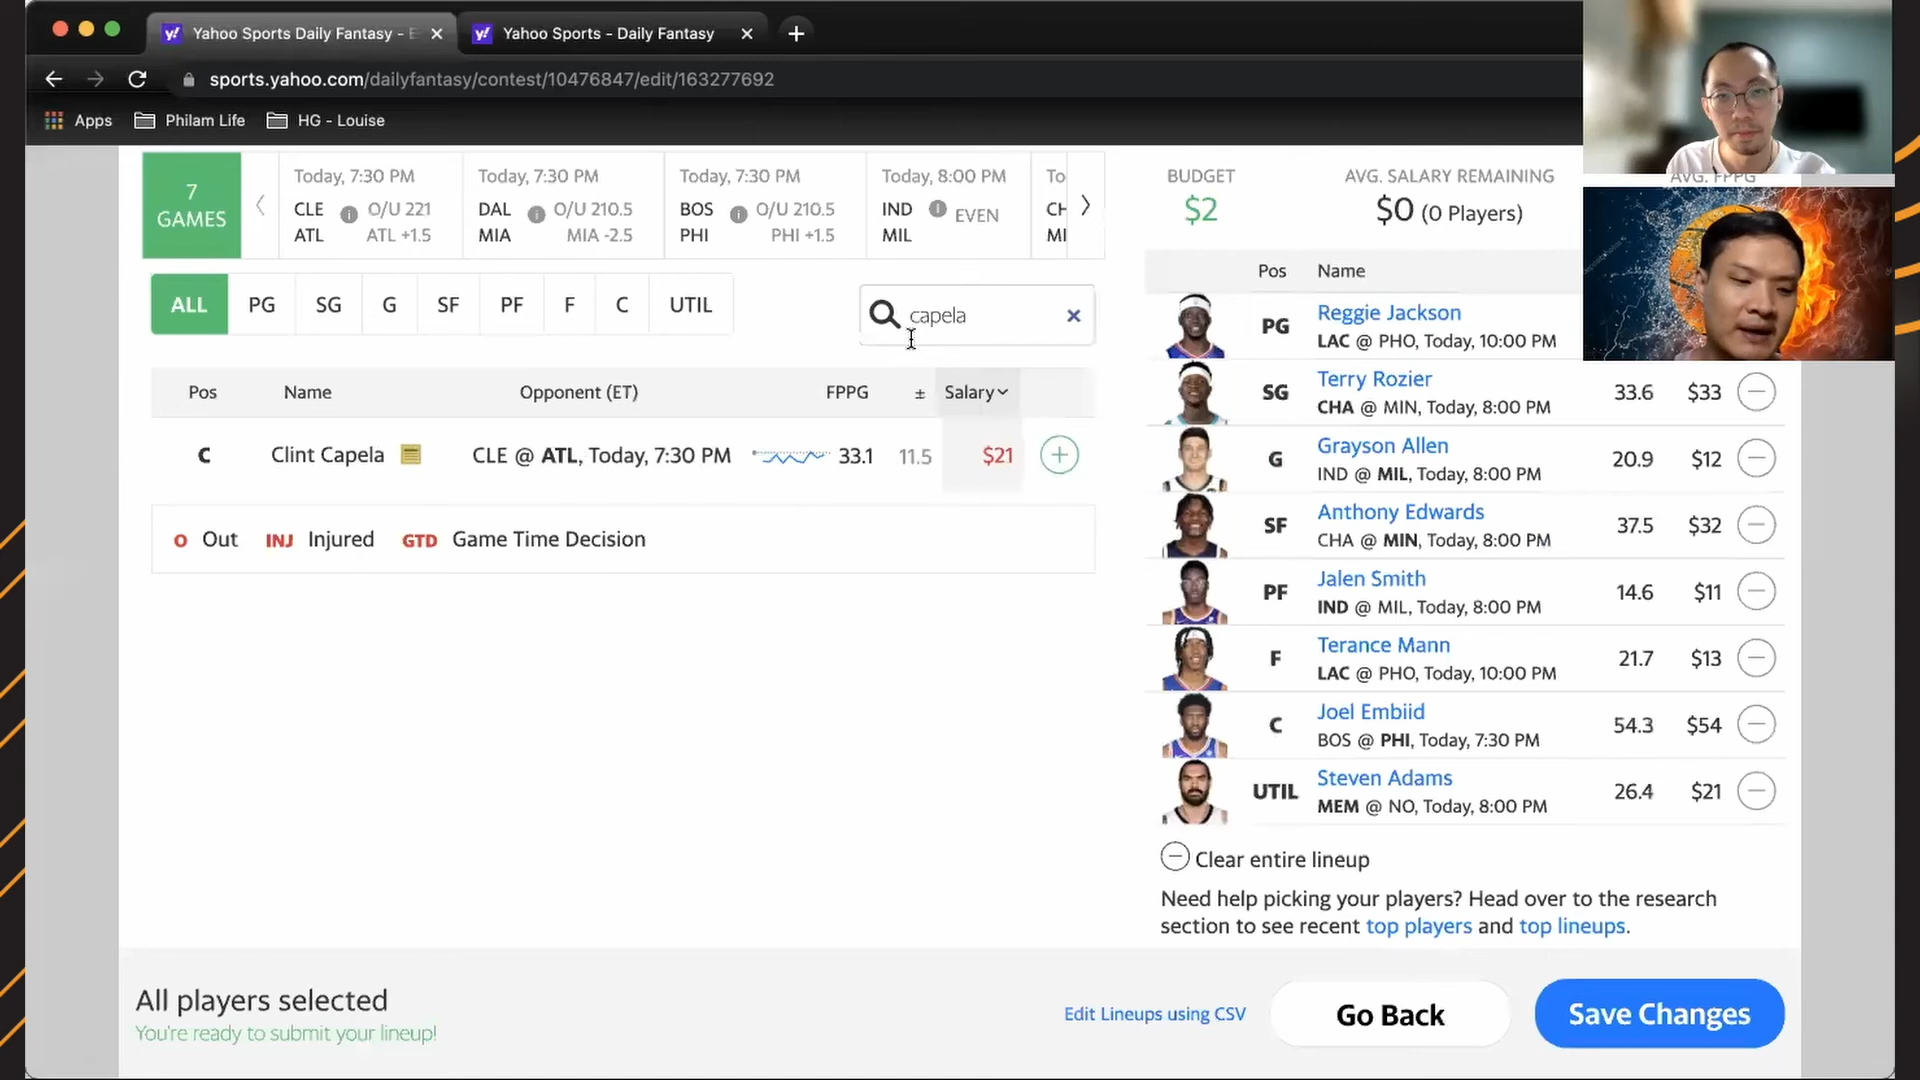 Yahoo Sports Daily Fantasy - E
Yahoo Sports - Daily Fantasy
sports.yahoo.com/dailyfantasy/contest/10476847/edit/163277692
Apps
Philam Life
HG - Louise
7
GAMES
Today, 7:30 PM
CLE O/U 221
ATL ATL +1.5
Today, 7:30 PM
DAL O/U 210.5
MIA MIA -2.5
Today, 7:30 PM
BOS O/U 210.5
PHI PHI +1.5
Today, 8:00 PM
IND EVEN
MIL
To
CH
MI
ALL PG SG G SF PF F C UTIL
capela
Pos Name Opponent (ET) FPPG ± Salary
C Clint Capela CLE @ ATL, Today, 7:30 PM 33.1 11.5 $21
O Out INJ Injured GTD Game Time Decision
BUDGET
$2
AVG. SALARY REMAINING
$0 (0 Players)
AVG. FPPG
Pos Name
PG Reggie Jackson
LAC @ PHO, Today, 10:00 PM
SG Terry Rozier 33.6 $33
CHA @ MIN, Today, 8:00 PM
G Grayson Allen 20.9 $12
IND @ MIL, Today, 8:00 PM
SF Anthony Edwards 37.5 $32
CHA @ MIN, Today, 8:00 PM
PF Jalen Smith 14.6 $11
IND @ MIL, Today, 8:00 PM
F Terance Mann 21.7 $13
LAC @ PHO, Today, 10:00 PM
C Joel Embiid 54.3 $54
BOS @ PHI, Today, 7:30 PM
UTIL Steven Adams 26.4 $21
MEM @ NO, Today, 8:00 PM
Clear entire lineup
Need help picking your players? Head over to the research
section to see recent top players and top lineups.
All players selected
You're ready to submit your lineup!
Edit Lineups using CSV
Go Back
Save Changes